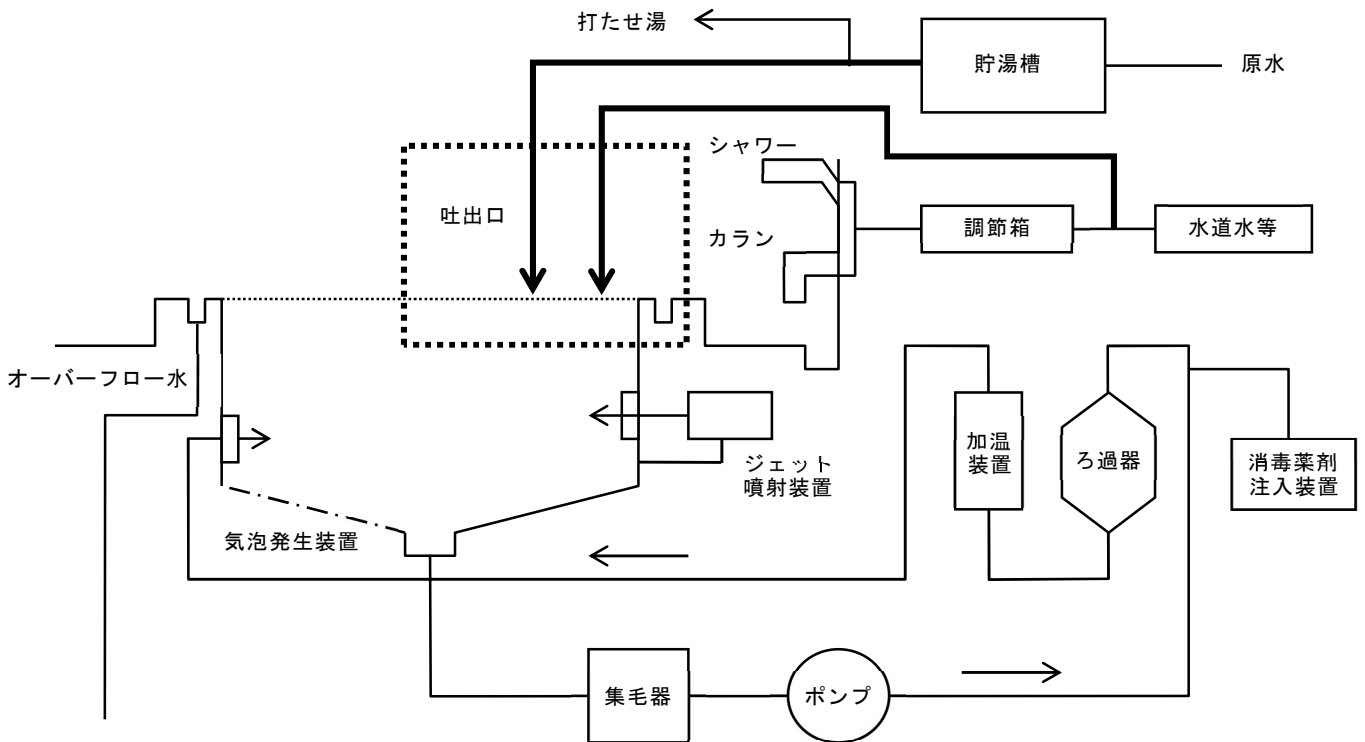 打たせ湯
貯湯槽
原水
シャワー
吐出口
カラン
調節箱
水道水等
オーバーフロー水
加温
装置
ろ過器
消毒薬剤
注入装置
ジェット
噴射装置
気泡発生装置
集毛器
ポンプ